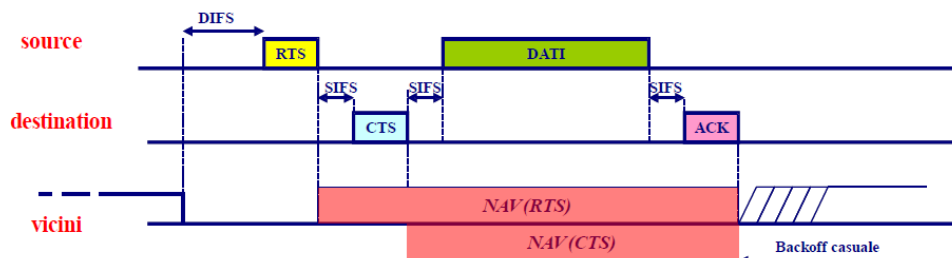 DIFS
source
RTS
DATI
SIFS
SIFS
SIFS
destination
CTS
ACK
NAV(RTS)
vicini
NAV(CTS)
Backoff casuale